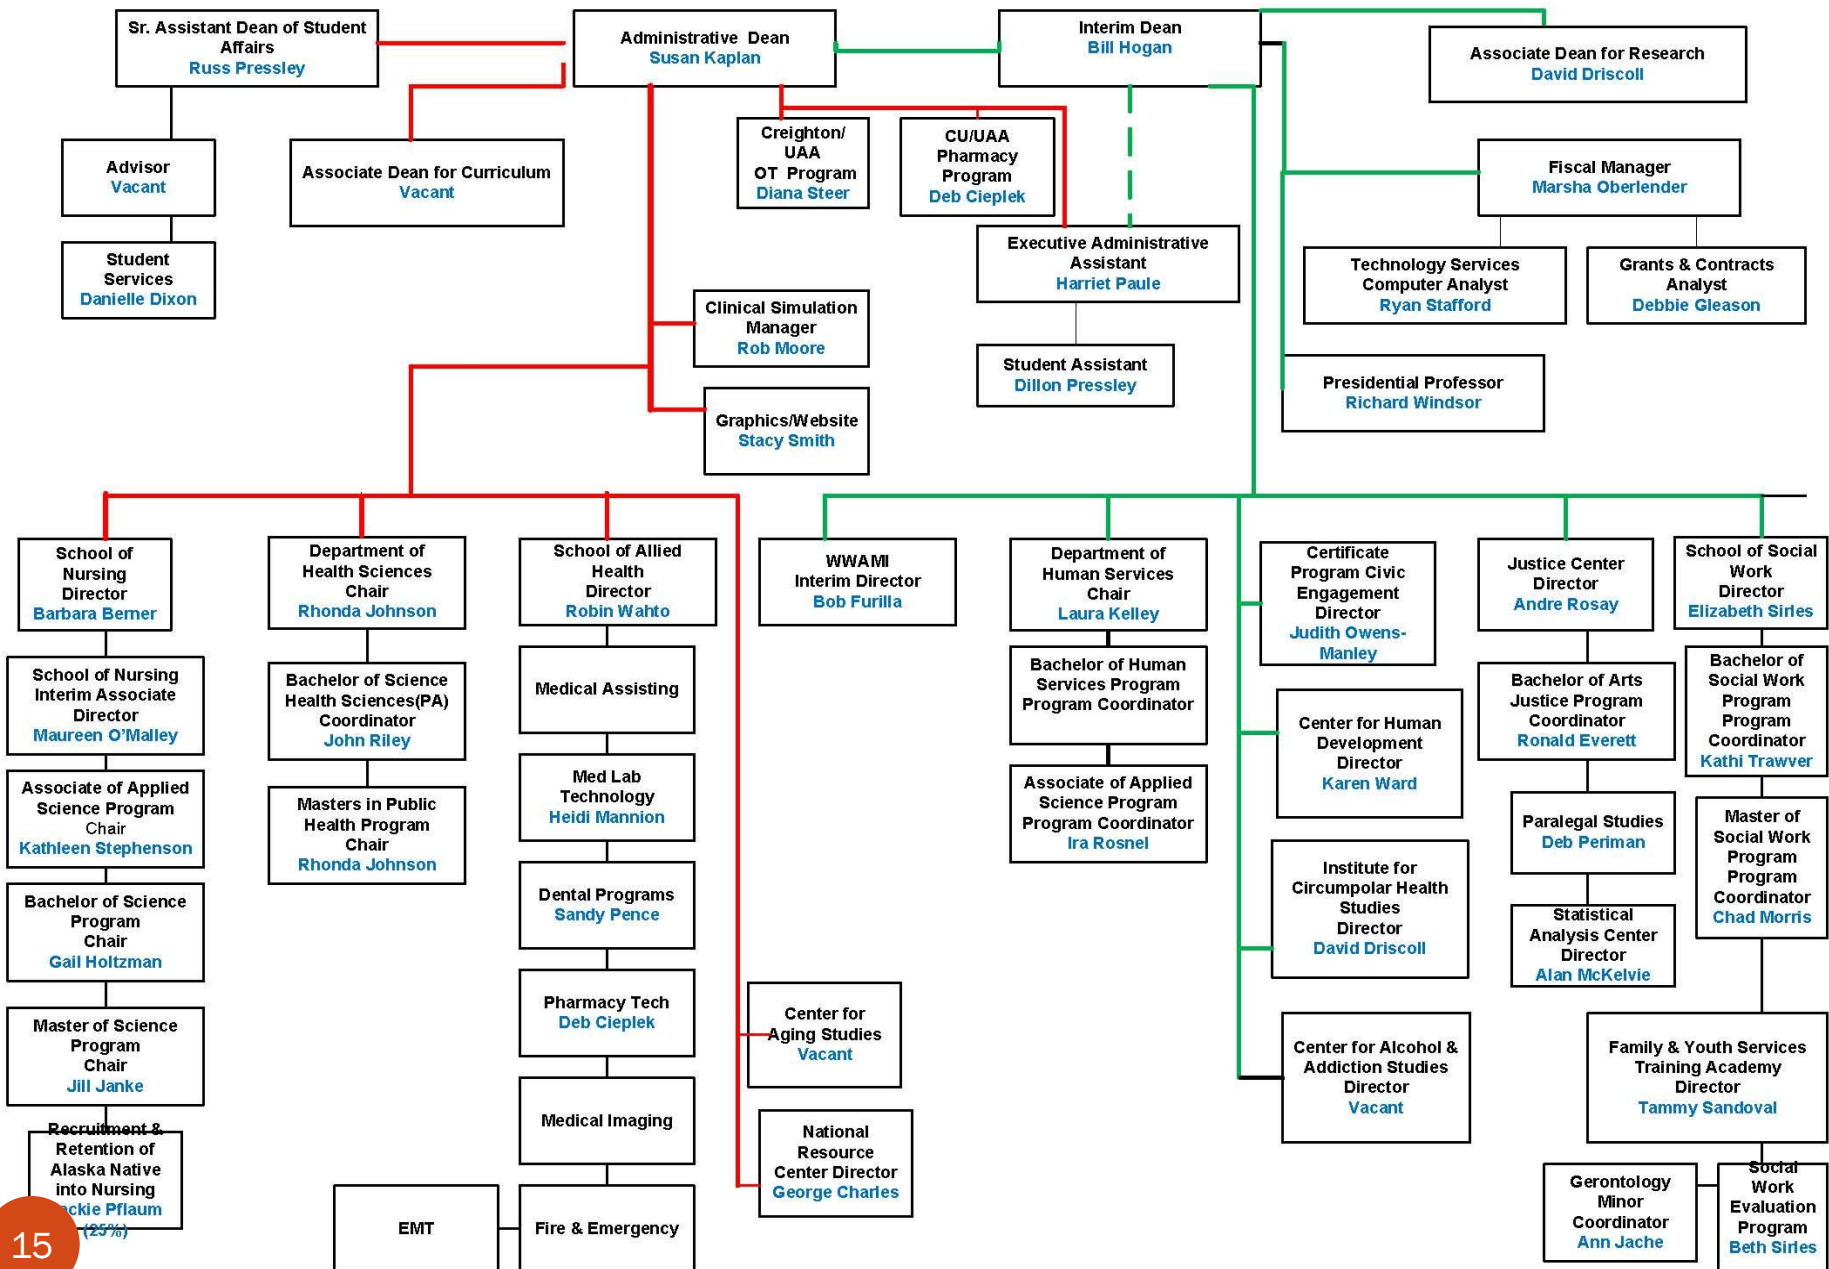 Sr. Assistant Dean of Student
Affairs
Russ Pressley
Administrative Dean
Susan Kaplan
Interim Dean
Bill Hogan
Associate Dean for Research
David Driscoll
Advisor
Vacant
Associate Dean for Curriculum
Vacant
Creighton/
UAA
OT Program
Diana Steer
CU/UAA
Pharmacy
Program
Deb Cieplek
Fiscal Manager
Marsha Oberlender
Student
Services
Danielle Dixon
Executive Administrative
Assistant
Harriet Paule
Technology Services
Computer Analyst
Ryan Stafford
Grants & Contracts
Analyst
Debbie Gleason
Clinical Simulation
Manager
Rob Moore
Student Assistant
Dillon Pressley
Presidential Professor
Richard Windsor
Graphics/Website
Stacy Smith
School of
Nursing
Director
Barbara Berner
School of Nursing
Interim Associate
Director
Maureen O’Malley
Associate of Applied
Science Program
Chair
Kathleen Stephenson
Bachelor of Science
Program
Chair
Gail Holtzman
Master of Science
Program
Chair
Jill Janke
Recruitment &
Retention of
Alaska Native
into Nursing
Pflaum
(25%)
Department of
Health Sciences
Chair
Rhonda Johnson
Bachelor of Science
Health Sciences(PA)
Coordinator
John Riley
Masters in Public
Health Program
Chair
Rhonda Johnson
School of Allied
Health
Director
Robin Wahto
Medical Assisting
Med Lab
Technology
Heidi Mannion
Dental Programs
Sandy Pence
Pharmacy Tech
Deb Cieplek
Medical Imaging
Fire & Emergency
EMT
Center for
Aging Studies
Vacant
National
Resource
Center Director
George Charles
WWAMI
Interim Director
Bob Furilla
Department of
Human Services
Chair
Laura Kelley
Bachelor of Human
Services Program
Program Coordinator
Associate of Applied
Science Program
Program Coordinator
Ira Rosnel
Certificate
Program Civic
Engagement
Director
Judith Owens-
Manley
Center for Human
Development
Director
Karen Ward
Institute for
Circumpolar Health
Studies
Director
David Driscoll
Center for Alcohol &
Addiction Studies
Director
Vacant
Justice Center
Director
Andre Rosay
Bachelor of Arts
Justice Program
Coordinator
Ronald Everett
Paralegal Studies
Deb Periman
Statistical
Analysis Center
Director
Alan McKelvie
School of Social
Work
Director
Elizabeth Sirles
Bachelor of
Social Work
Program
Program
Coordinator
Kathi Trawver
Master of
Social Work
Program
Program
Coordinator
Chad Morris
Family & Youth Services
Training Academy
Director
Tammy Sandoval
Gerontology
Minor
Coordinator
Ann Jache
Social
Work
Evaluation
Program
Beth Sirles
15